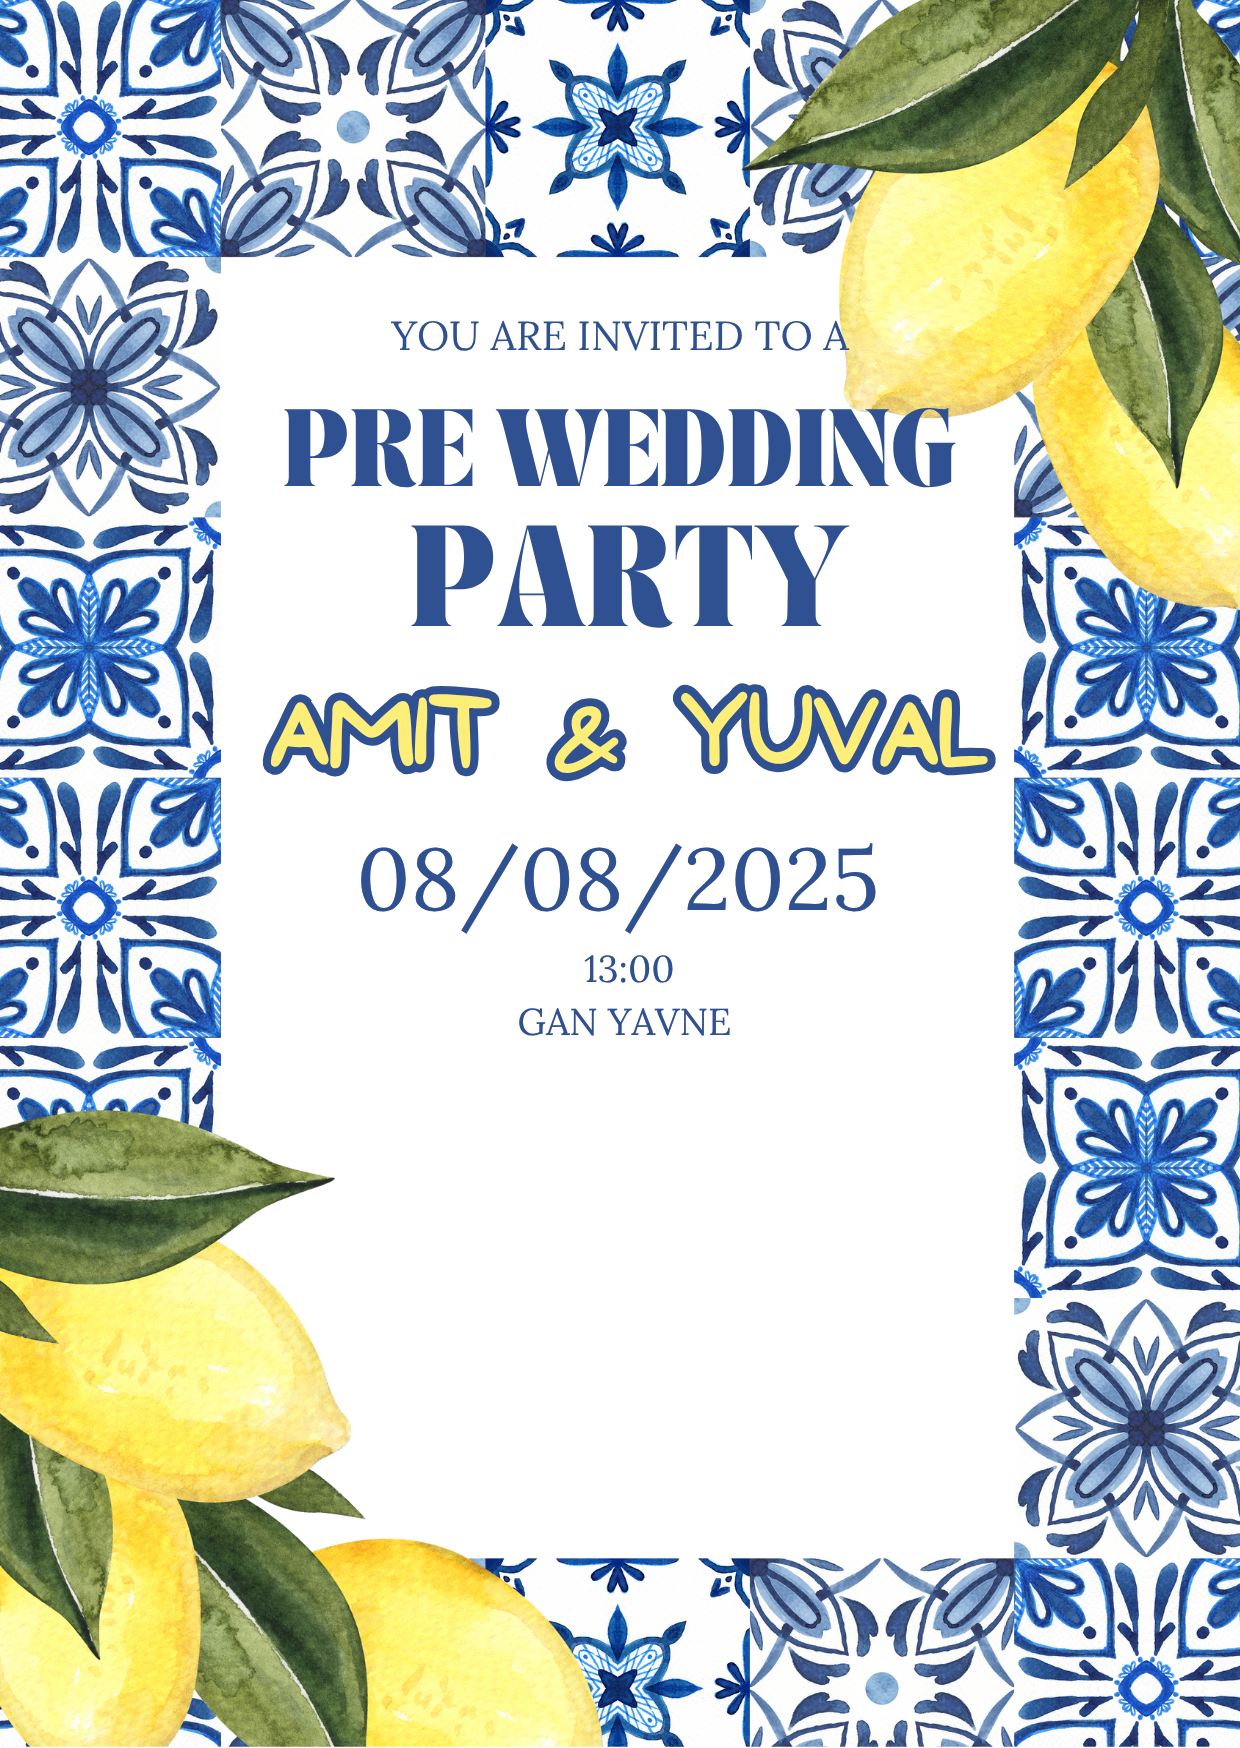 YOU ARE INVITED TO A
PRE WEDDING
PARTY
AMIT & YUVAL
08/08/2025
13:00
GAN YAVNE